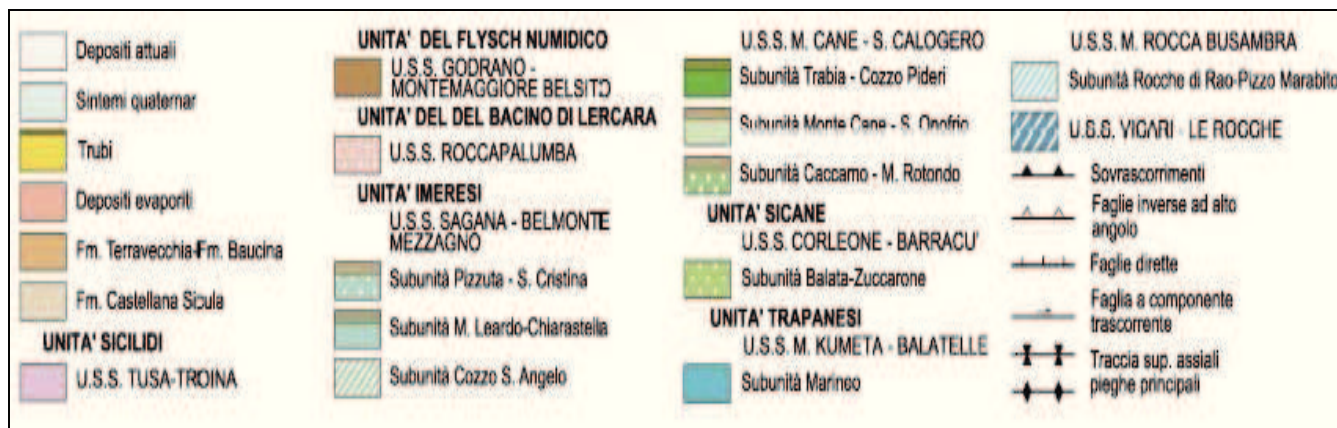 Depositi attuali
Sintemi quaternar
Trubi
Depositi evaporiti
Fm. Terravecchia-Fm. Baucina
Fm. Castellana Sicula
UNITA' SICILIDI
U.S.S. TUSA-TROINA
UNITA' DEL FLYSCH NUMIDICO
U.S.S. GODRANO -
MONTEMAGGIORE BELSITO
UNITA' DEL DEL BACINO DI LERCARA
U.S.S. ROCCAPALUMBA
UNITA' IMERESI
U.S.S. SAGANA - BELMONTE
MEZZAGNO
Subunità Pizzuta - S. Cristina
Subunità M. Leardo-Chiarastella
Subunità Cozzo S. Angelo
U.S.S. M. CANE - S. CALOGERO
Subunità Trabia - Cozzo Pideri
Subunità Monte Cane - S. Onofrio
Subunità Caccamo - M. Rotondo
UNITA' SICANE
U.S.S. CORLEONE - BARRACU'
Subunità Balata-Zuccarone
UNITA' TRAPANESI
U.S.S. M. KUMETA - BALATELLE
Subunità Marineo
U.S.S. M. ROCCA BUSAMBRA
Subunità Rocche di Rao-Pizzo Marabito
U.S.S. VICARI - LE ROCCHE
Sovrascorrimenti
Faglie inverse ad alto
angolo
Faglie dirette
Faglia a componente
trascorrente
Traccia sup. assiali
pieghe principali